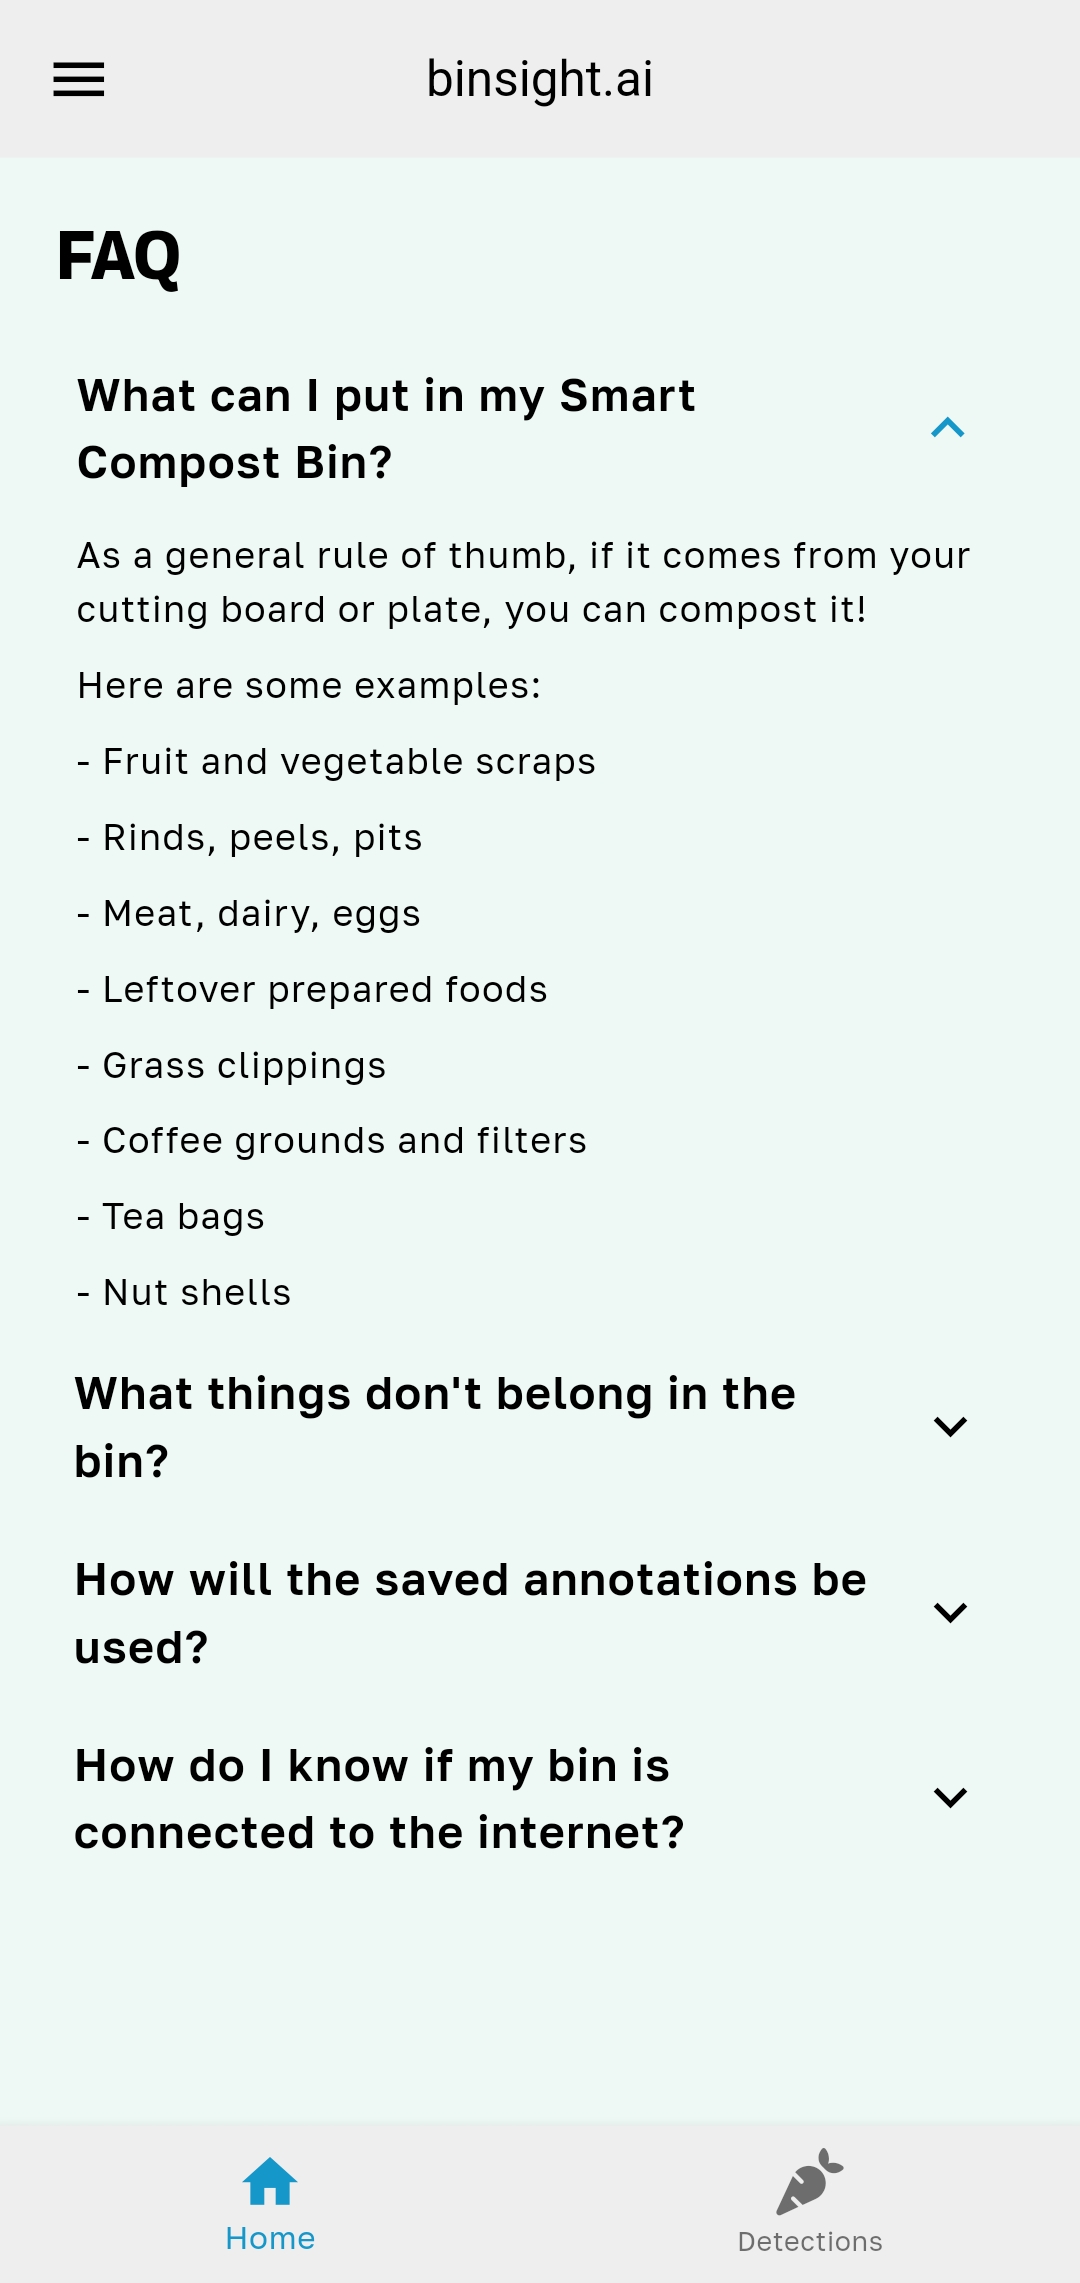 binsight.ai
FAQ
What can I put in my Smart
Compost Bin?
As a general rule of thumb, if it comes from your
cutting board or plate, you can compost it!
Here are some examples:
- Fruit and vegetable scraps
- Rinds, peels, pits
- Meat, dairy, eggs
- Leftover prepared foods
- Grass clippings
- Coffee grounds and filters
- Tea bags
- Nut shells
What things don't belong in the
bin?
How will the saved annotations be
used?
How do I know if my bin is
connected to the internet?
Home
Detections